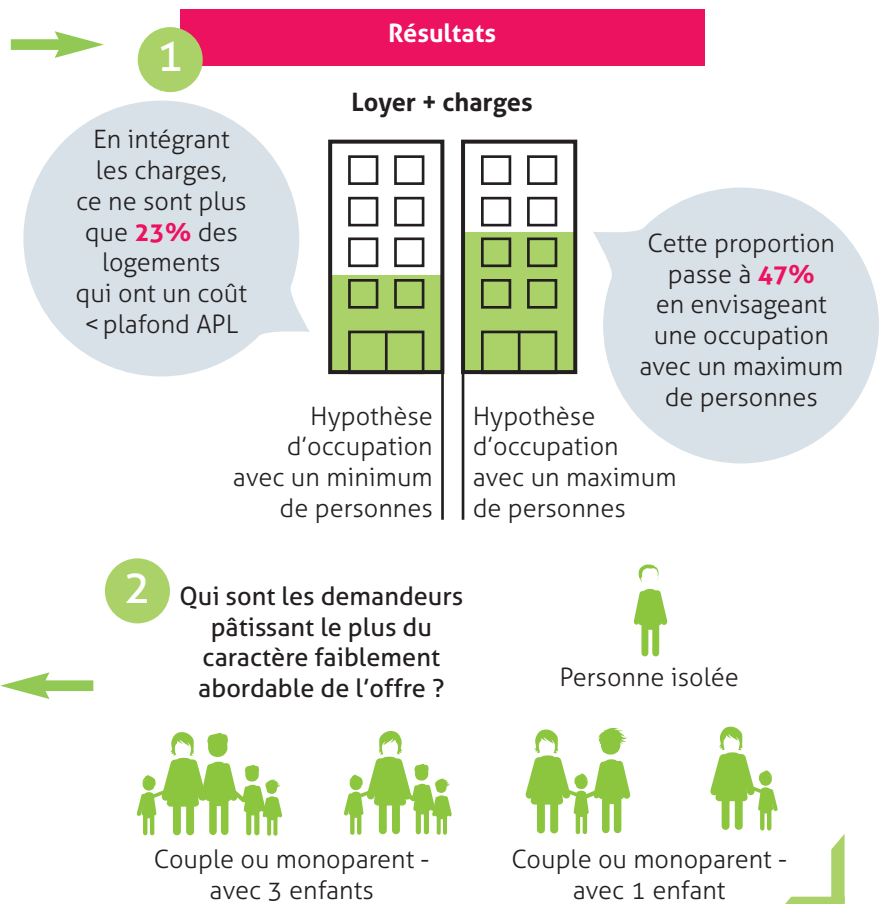 1
Résultats
Loyer + charges
En intégrant
les charges,
ce ne sont plus
que 23% des
logements
qui ont un coût
< plafond APL
Cette proportion
passe à 47%
en envisageant
une occupation
avec un maximum
de personnes
Hypothèse
d'occupation
avec un minimum
de personnes
Hypothèse
d'occupation
avec un maximum
de personnes
2
Qui sont les demandeurs
pâtissant le plus du
caractère faiblement
abordable de l'offre ?
Personne isolée
Couple ou monoparent -
avec 3 enfants
Couple ou monoparent -
avec 1 enfant